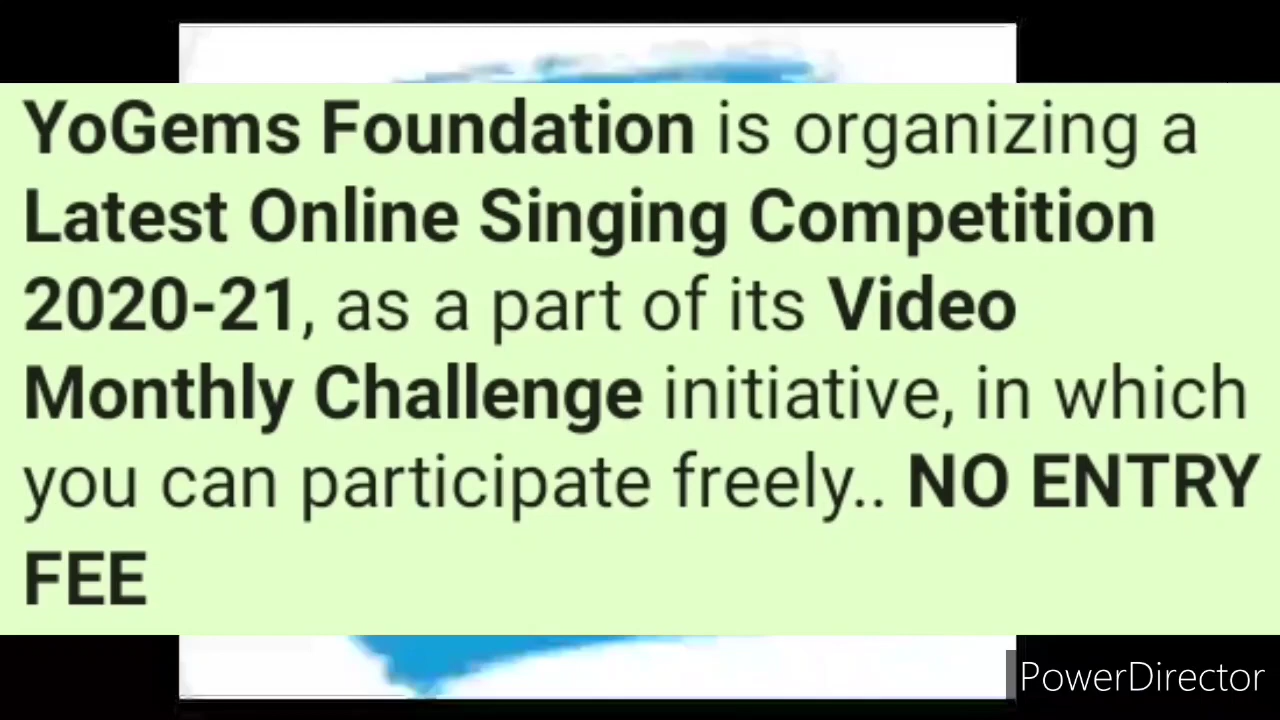 YoGems Foundation is organizing a
Latest Online Singing Competition
2020-21, as a part of its Video
Monthly Challenge initiative, in which
you can participate freely.. NO ENTRY
FEE
PowerDirector